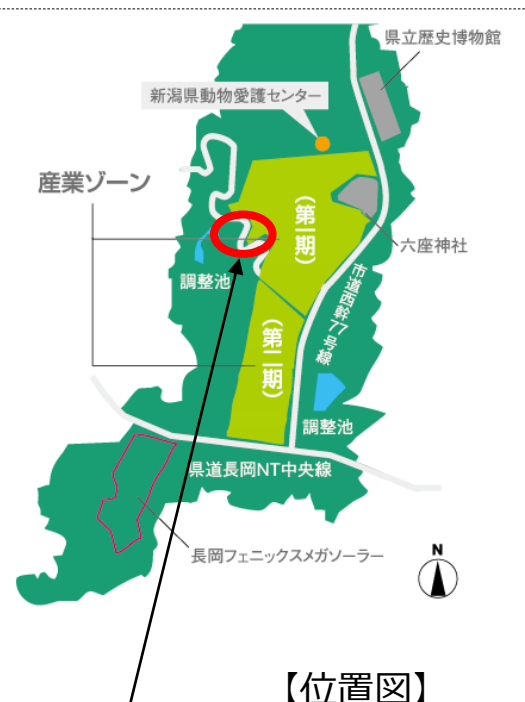 県立歴史博物館
新潟県動物愛護センター
産業ゾーン
（第一期）
六座神社
調整池
市道西幹77号線
（第二期）
調整池
県道長岡NT中央線
長岡フェニックスメガソーラー
N
【位置図】